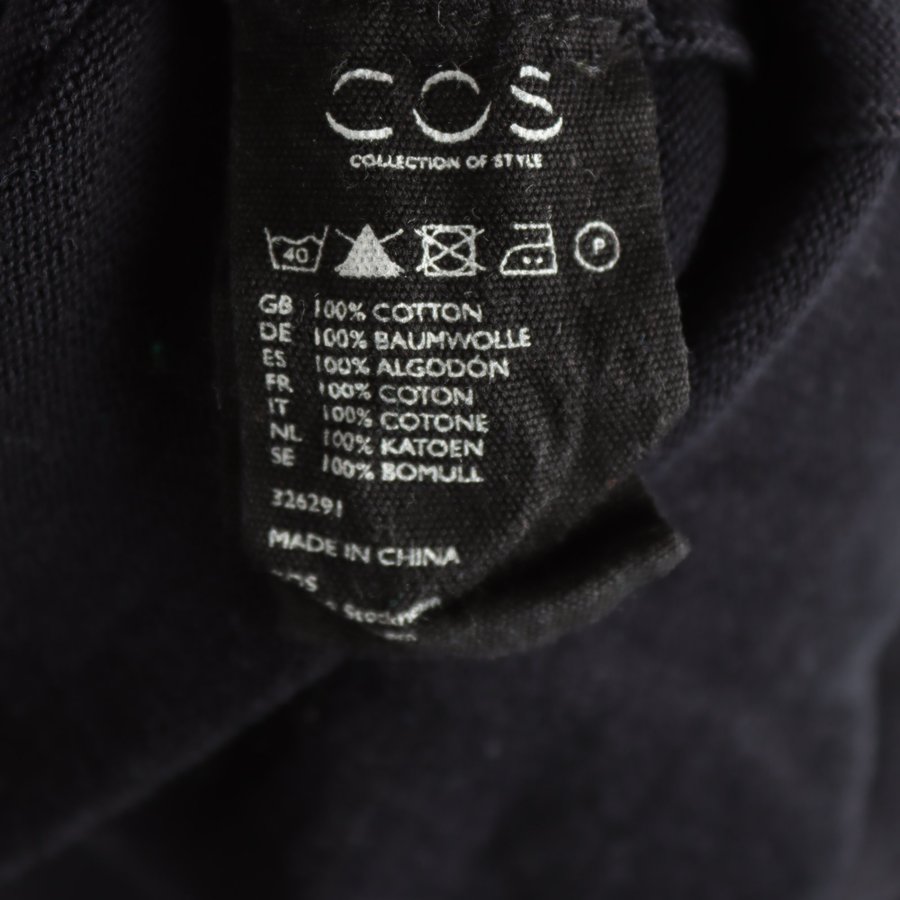 COS
COLLECTION OF STYLE
40 P
GB 100% COTTON
DE 100% BAUMWOLLE
ES 100% ALGODÓN
FR 100% COTON
IT 100% COTONE
NL 100% KATOEN
SE 100% BOMULL
326291
MADE IN CHINA